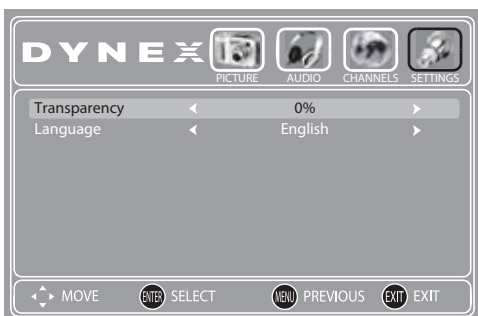 DYNEX
PICTURE AUDIO CHANNELS SETTINGS
Transparency 0%
Language English
MOVE ENTER SELECT MENU PREVIOUS EXIT EXIT